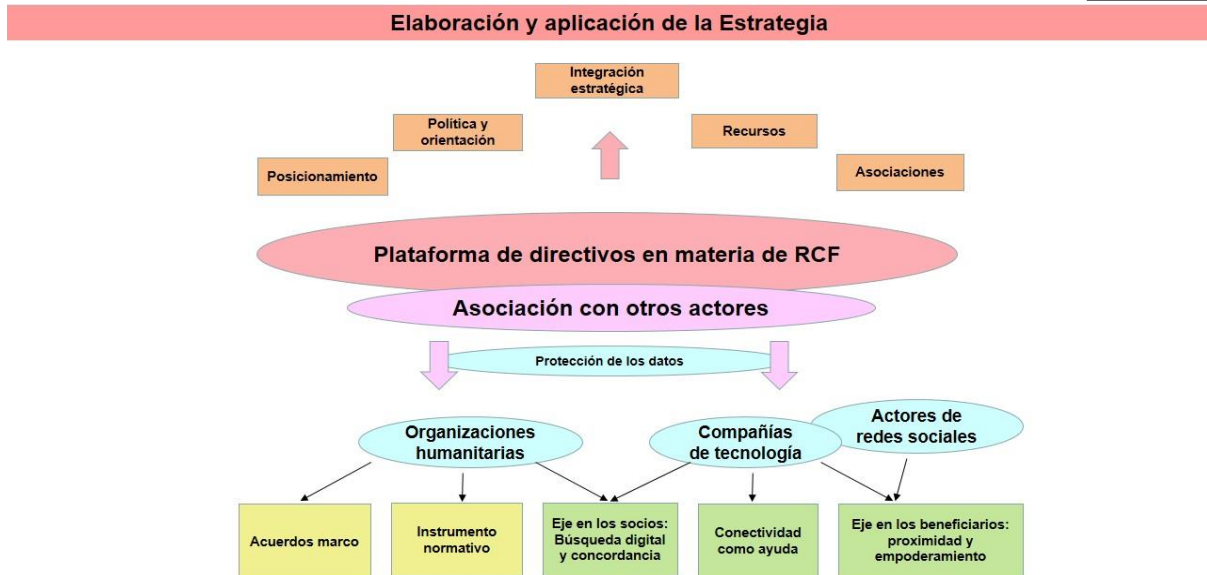 Elaboración y aplicación de la Estrategia
Integración
estratégica
Política y
orientación
Recursos
Posicionamiento
Asociaciones
Plataforma de directivos en materia de RCF
Asociación con otros actores
Protección de los datos
Organizaciones
humanitarias
Compañías
de tecnología
Actores de
redes sociales
Acuerdos marco
Instrumento
normativo
Eje en los socios:
Búsqueda digital
y concordancia
Conectividad
como ayuda
Eje en los beneficiarios:
proximidad y
empoderamiento